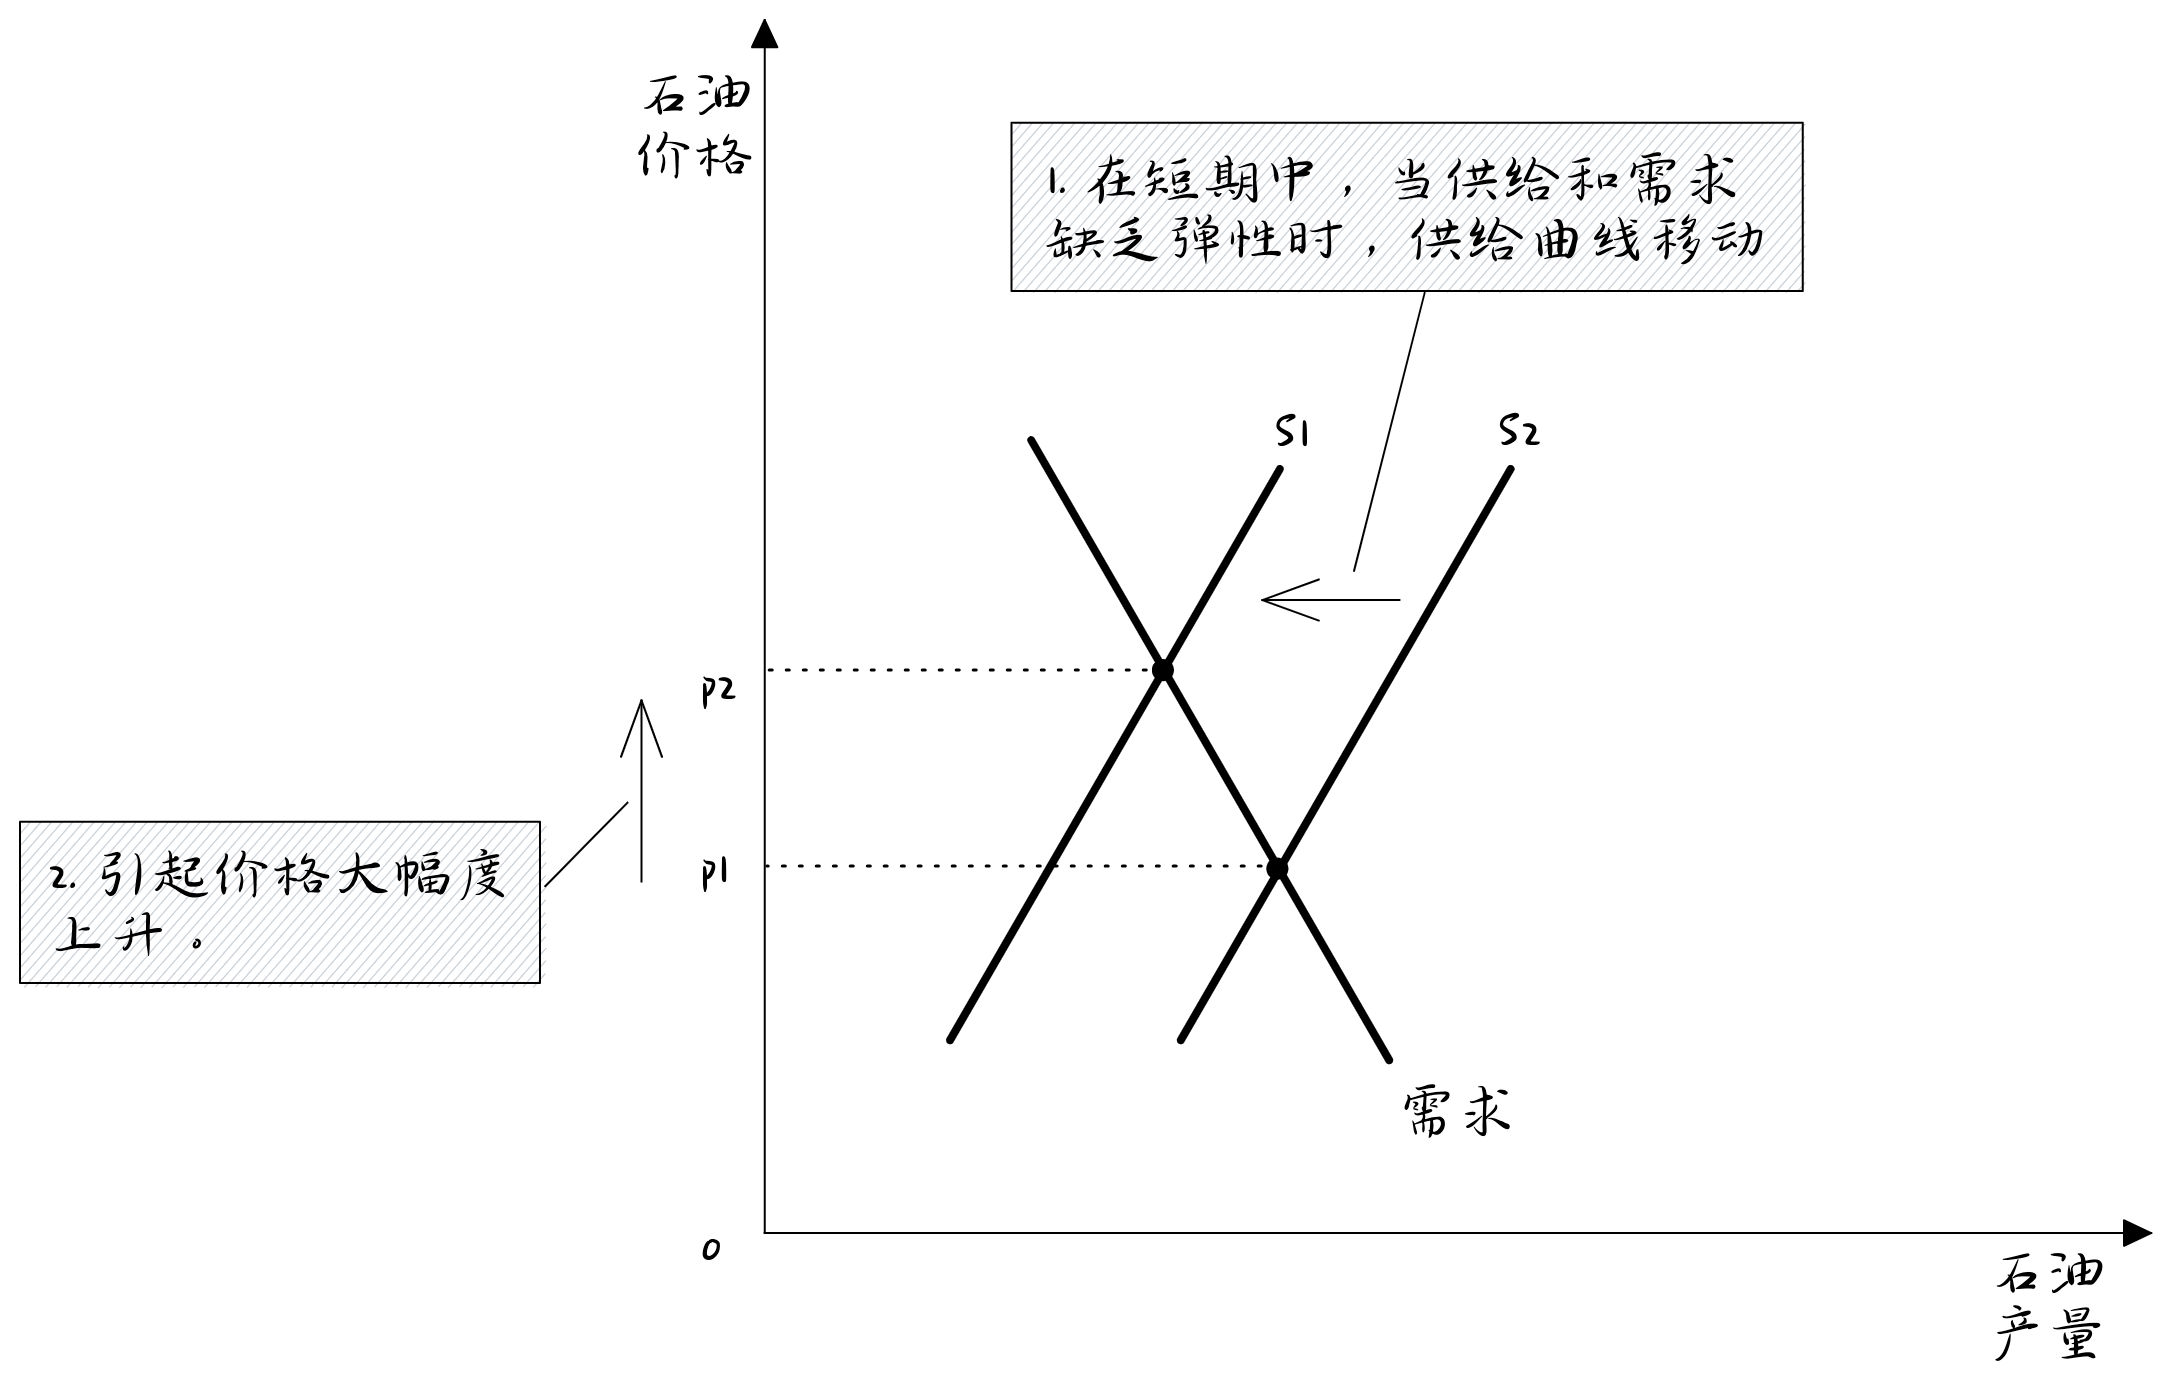 石油
价格
1. 在短期中，当供给和需求
缺乏弹性时，供给曲线移动
S1
S2
P2
P1
2. 引起价格大幅度
上升。
需求
0
石油
产量